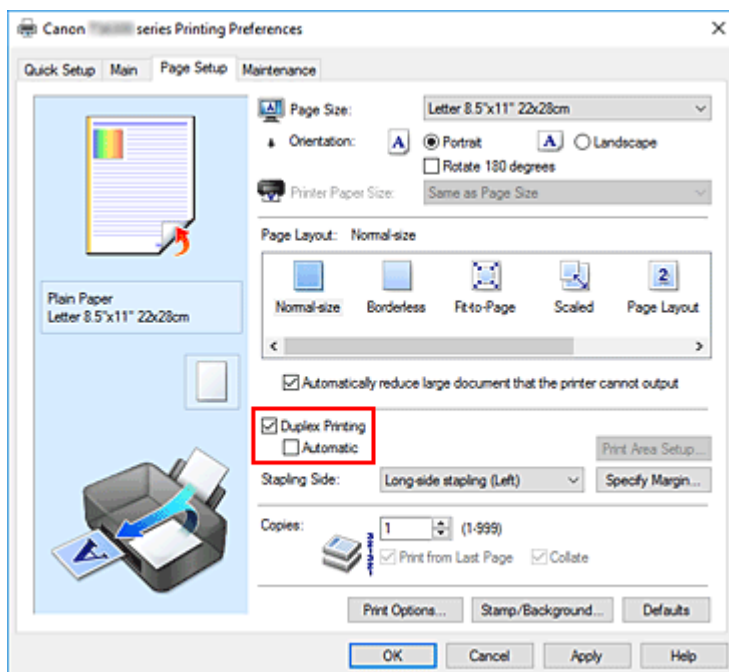 Canon series Printing Preferences
Quick Setup Main Page Setup Maintenance
Page Size: Letter 8.5"x11" 22x28cm
Orientation: A Portrait A Landscape
Rotate 180 degrees
Printer Paper Size: Same as Page Size
Page Layout: Normal-size
2
Normal-size Borderless Fit-to-Page Scaled Page Layout
Plain Paper
Letter 8.5"x11" 22x28cm
Automatically reduce large document that the printer cannot output
Duplex Printing
Automatic
Print Area Setup...
Stapling Side: Long-side stapling (Left) Specify Margin...
Copies: 1 (1-999)
Print from Last Page Collate
A
Print Options... Stamp/Background... Defaults
OK Cancel Apply Help